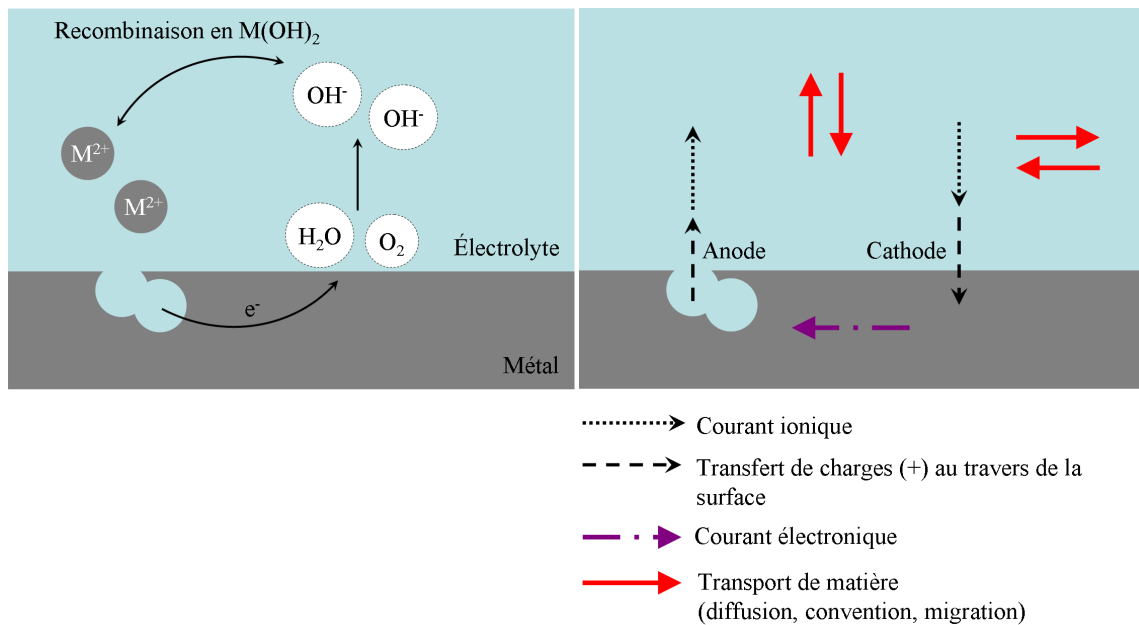 Recombinaison en M(OH)₂
OH⁻
OH⁻
M²⁺
M²⁺
H₂O
O₂
Électrolyte
e⁻
Métal
Anode
Cathode
Courant ionique
Transfert de charges (+) au travers de la
surface
Courant électronique
Transport de matière
(diffusion, convention, migration)